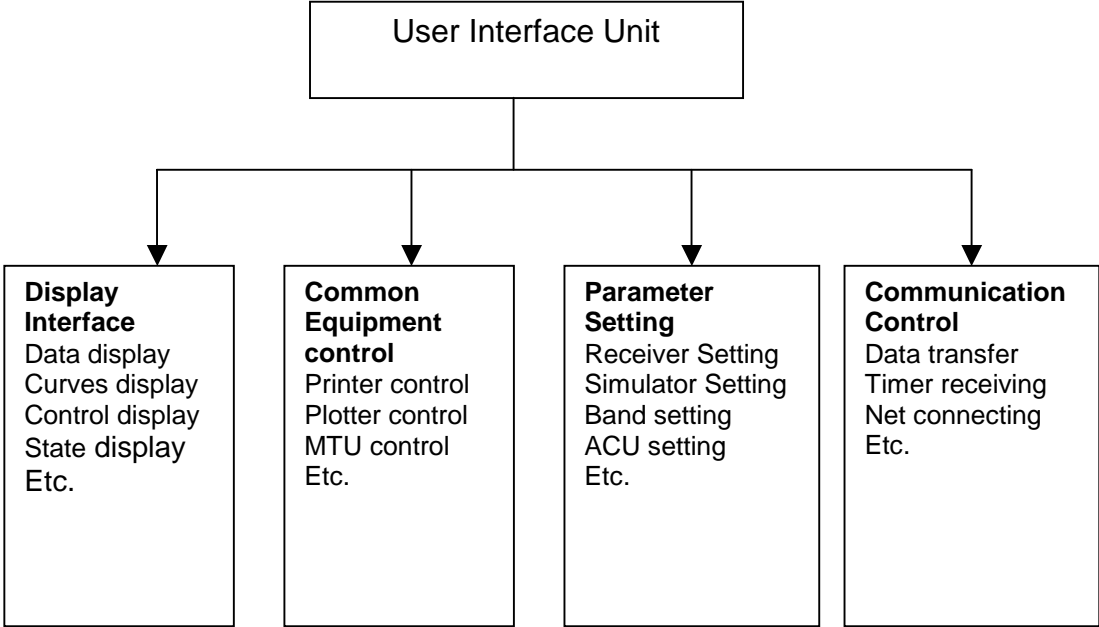 User Interface Unit
Display
Interface
Data display
Curves display
Control display
State display
Etc.
Common
Equipment
control
Printer control
Plotter control
MTU control
Etc.
Parameter
Setting
Receiver Setting
Simulator Setting
Band setting
ACU setting
Etc.
Communication
Control
Data transfer
Timer receiving
Net connecting
Etc.